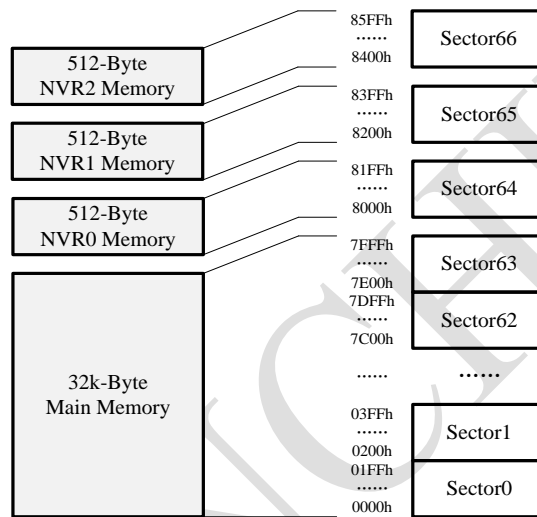 85FFh
......
8400h
Sector66
512-Byte
NVR2 Memory
83FFh
......
8200h
Sector65
512-Byte
NVR1 Memory
81FFh
......
8000h
Sector64
512-Byte
NVR0 Memory
7FFFh
......
7E00h
Sector63
7DFFh
......
7C00h
Sector62
32k-Byte
Main Memory
......
......
03FFh
......
0200h
Sector1
01FFh
......
0000h
Sector0
NCH